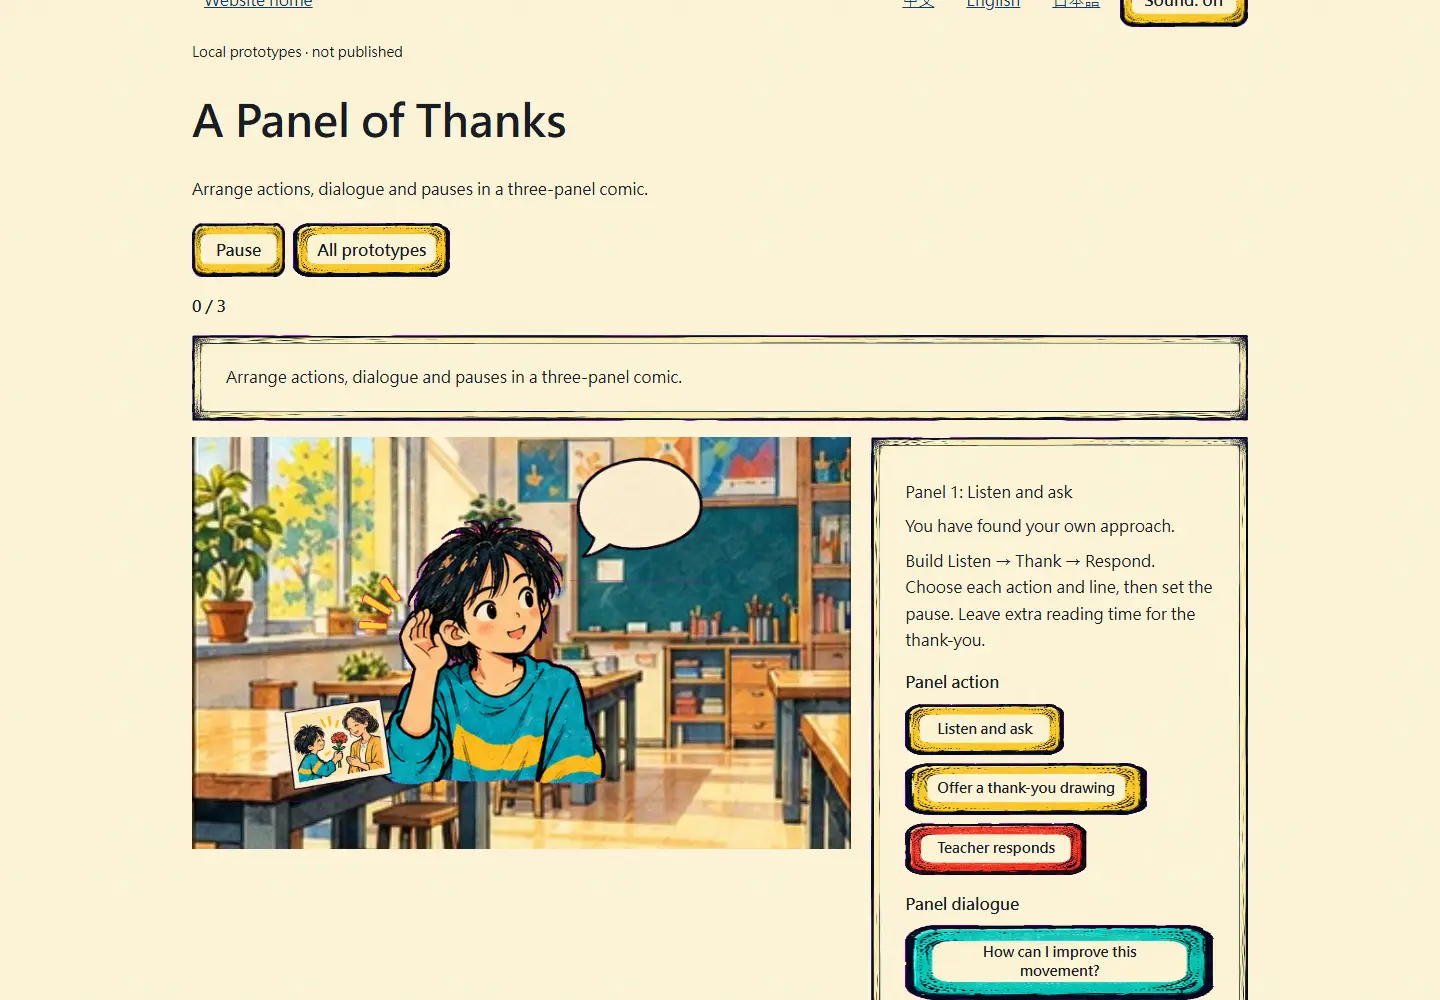 Website home
中文 English 日本語 Sound: on
Local prototypes · not published
A Panel of Thanks
Arrange actions, dialogue and pauses in a three-panel comic.
Pause All prototypes
0 / 3
Arrange actions, dialogue and pauses in a three-panel comic.
Panel 1: Listen and ask
You have found your own approach.
Build Listen → Thank → Respond.
Choose each action and line, then set the
pause. Leave extra reading time for the
thank-you.
Panel action
Listen and ask
Offer a thank-you drawing
Teacher responds
Panel dialogue
How can I improve this
movement?